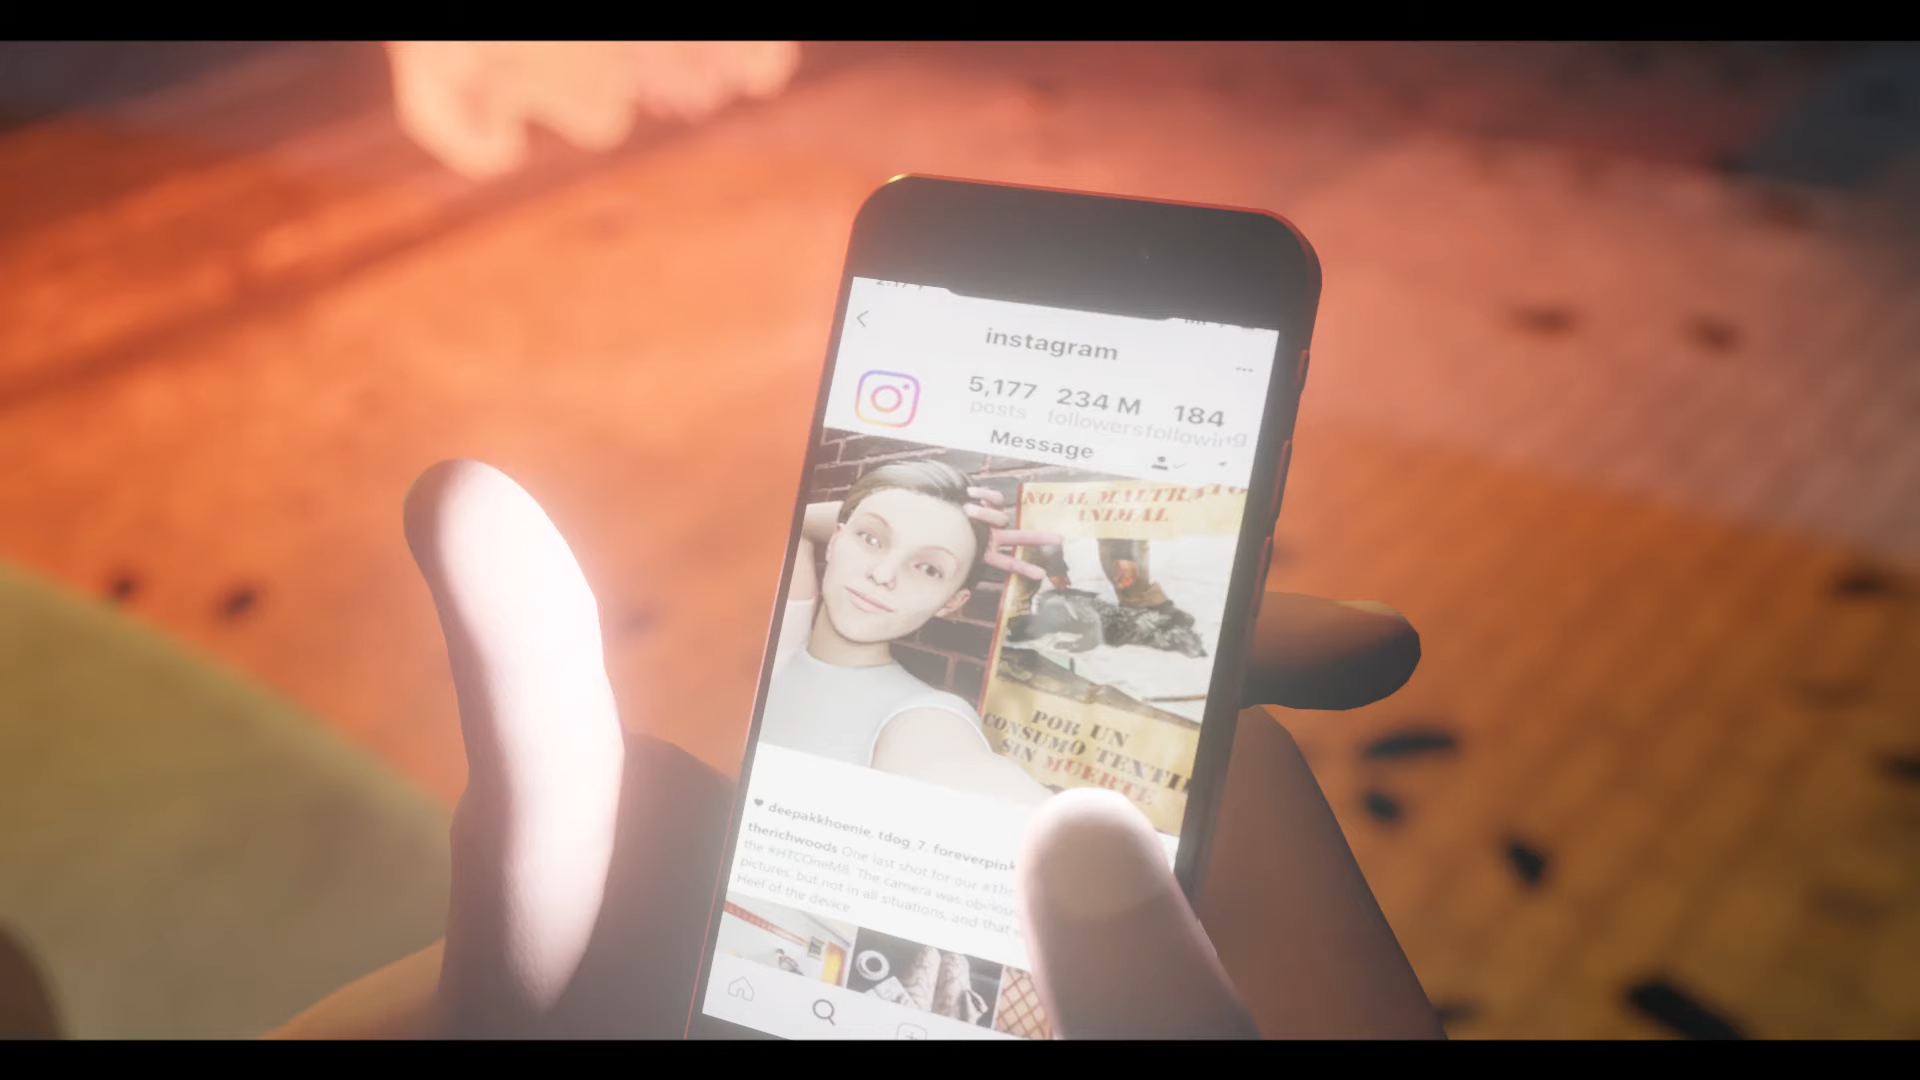 instagram
5,177 234 M 184
posts followers following
Message
NO AL MALTRATO
ANIMAL
POR UN
CONSUMO TEXTIL
SIN MUERTE
deepakkhoenie, tdog_7, foreverpink
therichwoods One last shot for our
the #HTCOneM8. The camera was
pictures, but not in all situations, and that
Heel of the device